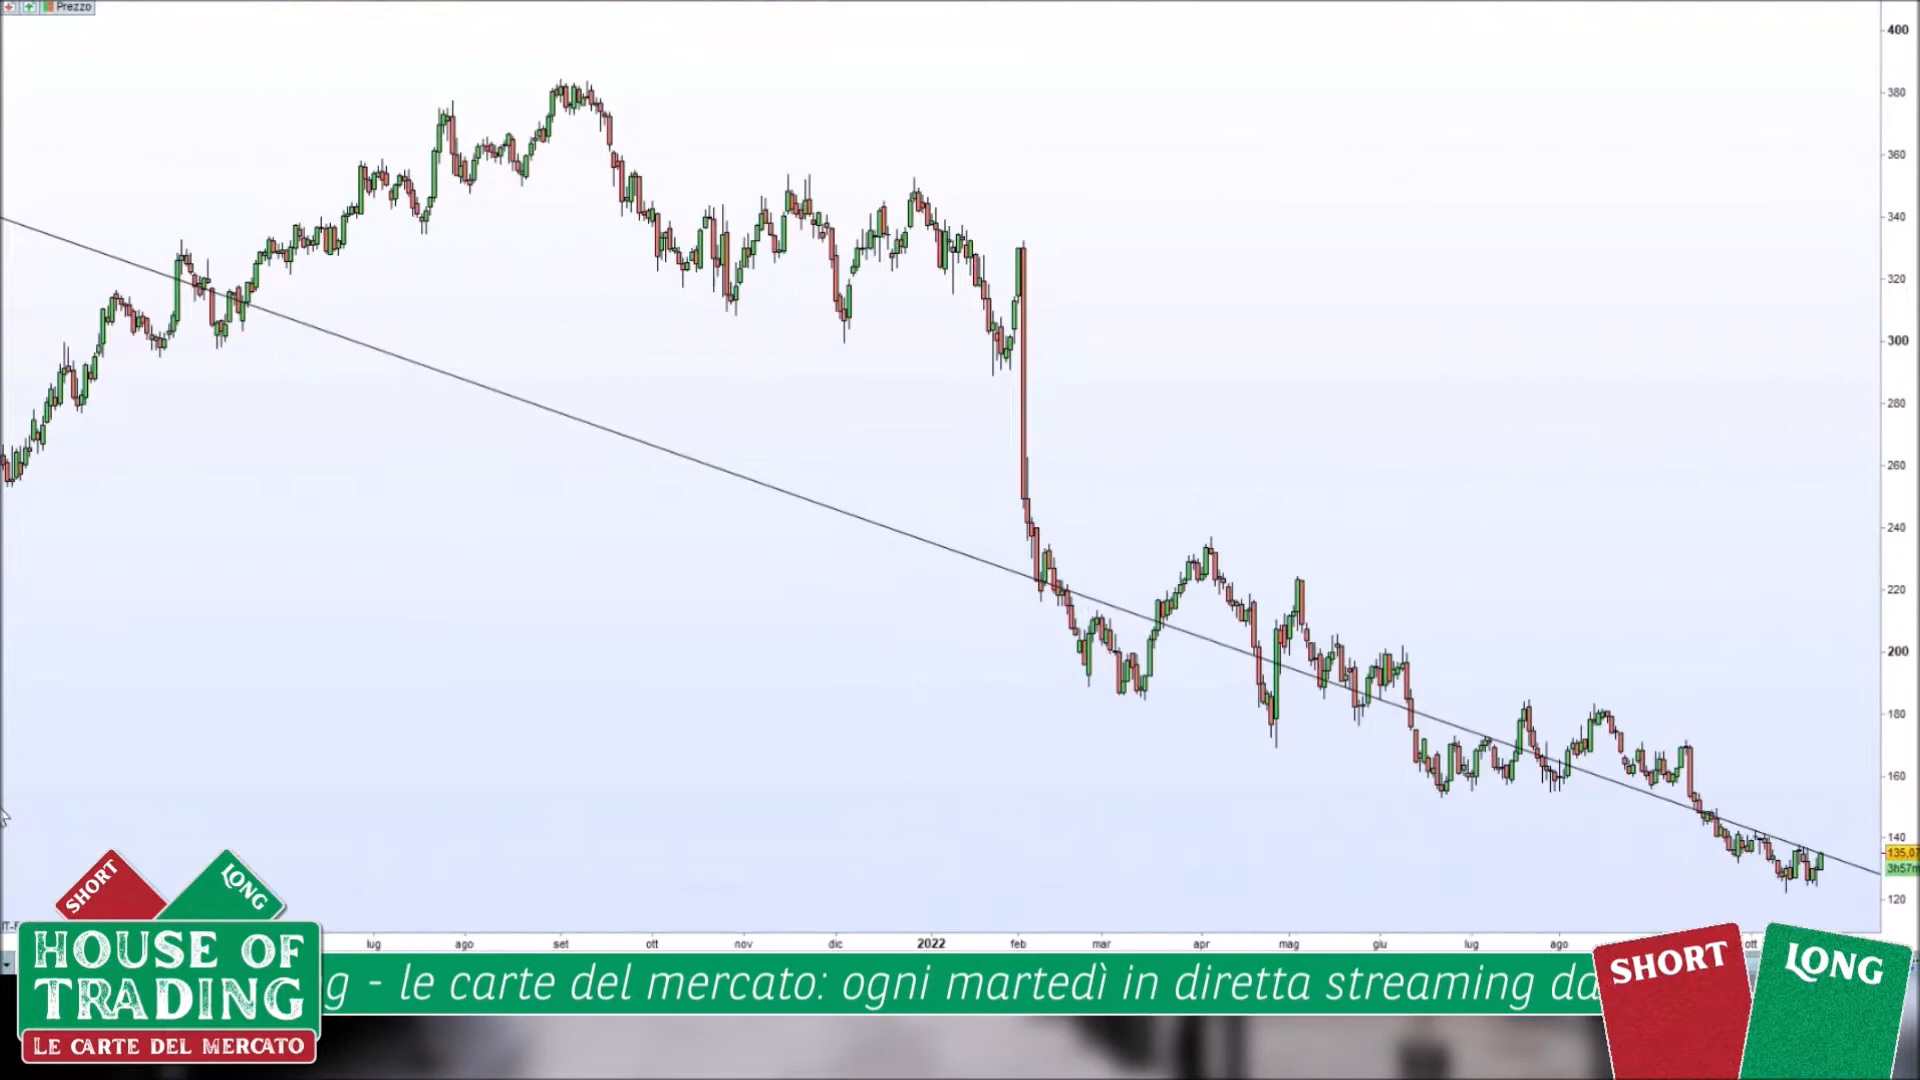 Prezzo
400
380
360
340
320
300
280
260
240
220
200
180
160
140
135,07
3h57m
120
lug ago set ott nov dic 2022 feb mar apr mag giu lug ago
SHORT LONG
HOUSE OF
TRADING
LE CARTE DEL MERCATO
g - le carte del mercato: ogni martedì in diretta streaming da
SHORT LONG